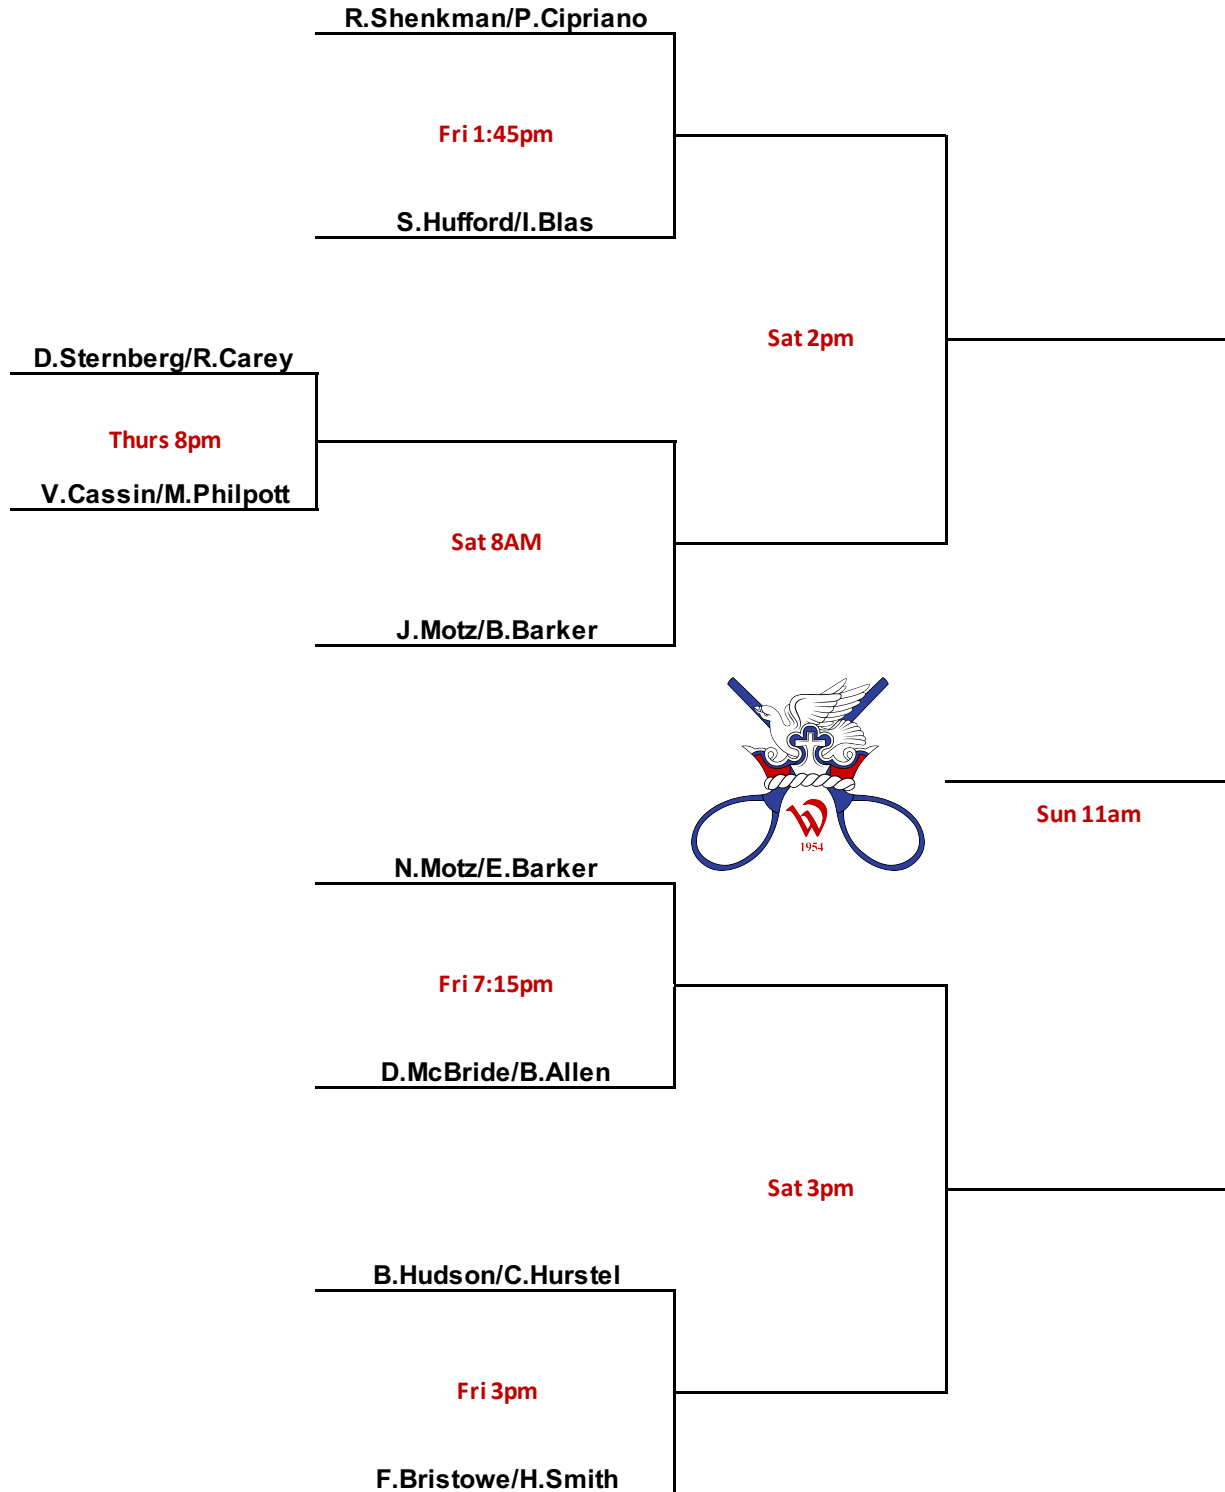 R.Shenkman/P.Cipriano
Fri 1:45pm
S.Hufford/I.Blas
Sat 2pm
D.Sternberg/R.Carey
Thurs 8pm
V.Cassin/M.Philpott
Sat 8AM
J.Motz/B.Barker
W
1954
Sun 11am
N.Motz/E.Barker
Fri 7:15pm
D.McBride/B.Allen
Sat 3pm
B.Hudson/C.Hurstel
Fri 3pm
F.Bristowe/H.Smith